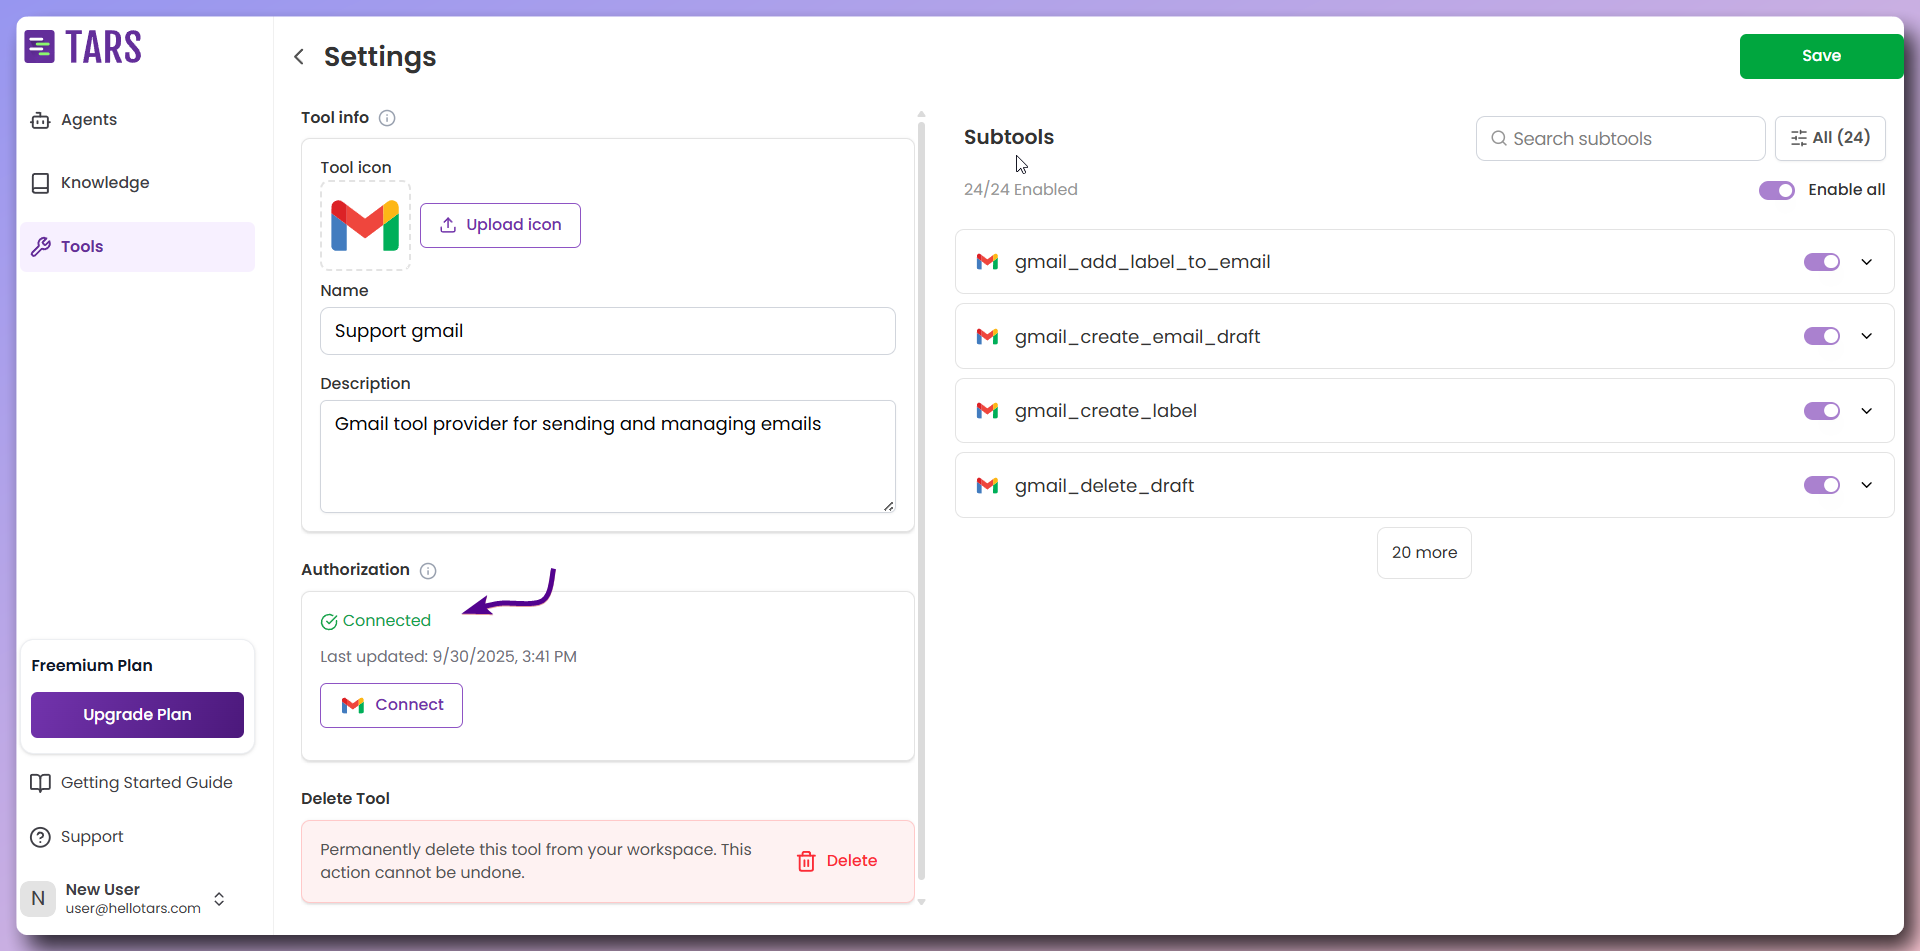 TARS
Agents
Knowledge
Tools
Freemium Plan
Upgrade Plan
Getting Started Guide
Support
N
New User
user@hellotars.com
Settings
Save
Tool info
Tool icon
Upload icon
Name
Support gmail
Description
Gmail tool provider for sending and managing emails
Authorization
Connected
Last updated: 9/30/2025, 3:41 PM
Connect
Delete Tool
Permanently delete this tool from your workspace. This
action cannot be undone.
Delete
Subtools
Search subtools
All (24)
24/24 Enabled
Enable all
gmail_add_label_to_email
gmail_create_email_draft
gmail_create_label
gmail_delete_draft
20 more